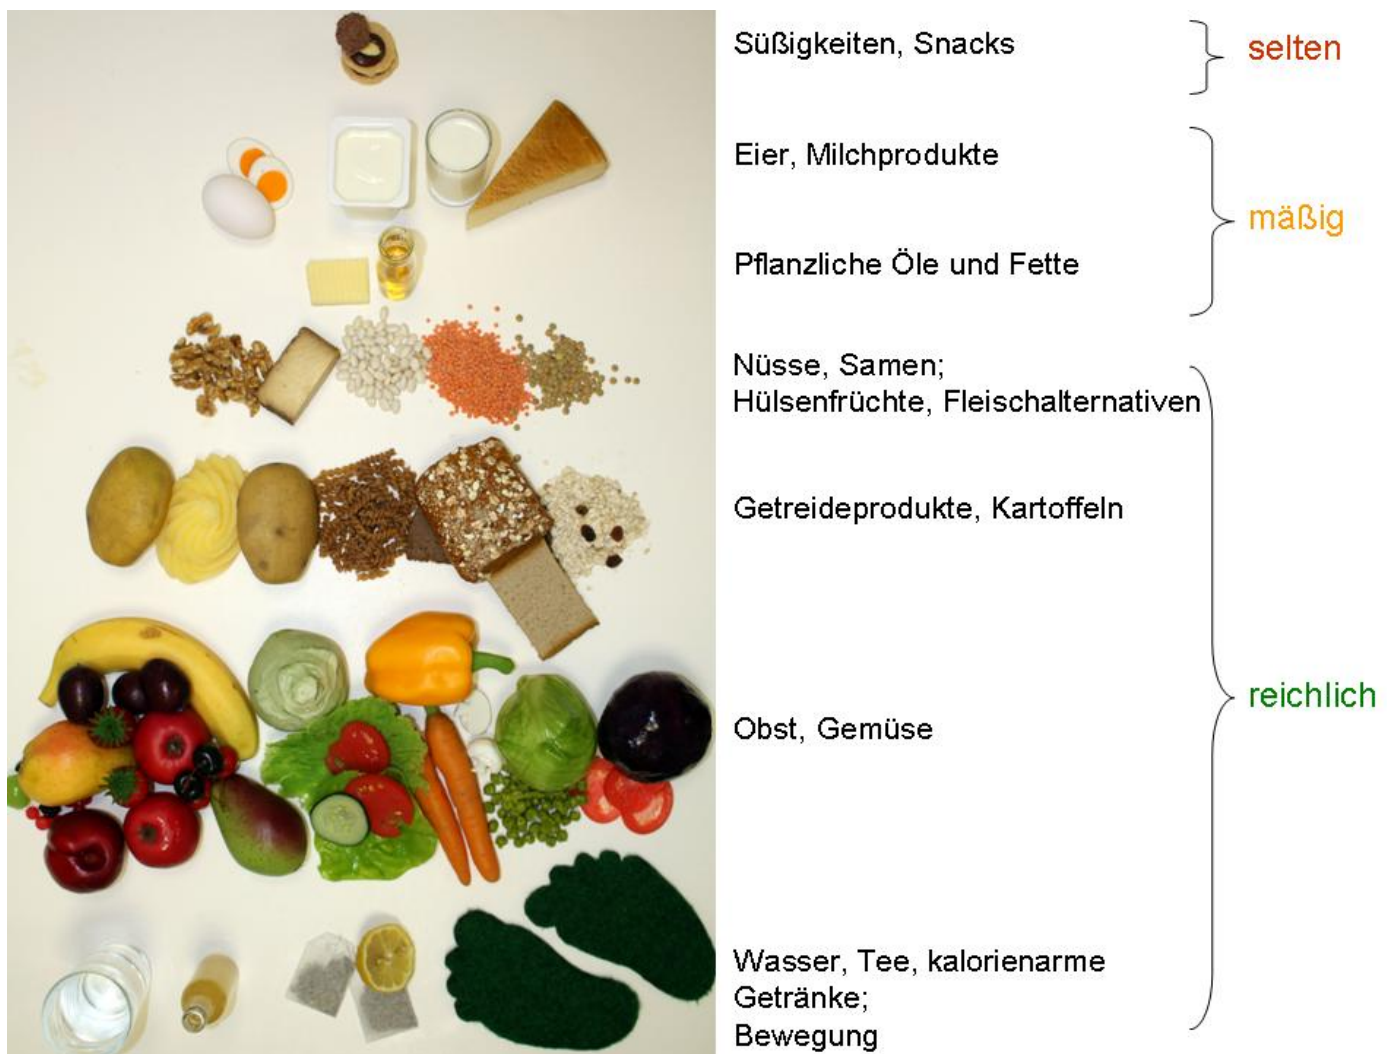 Süßigkeiten, Snacks
selten
Eier, Milchprodukte
mäßig
Pflanzliche Öle und Fette
Nüsse, Samen;
Hülsenfrüchte, Fleischalternativen
Getreideprodukte, Kartoffeln
reichlich
Obst, Gemüse
Wasser, Tee, kalorienarme
Getränke;
Bewegung